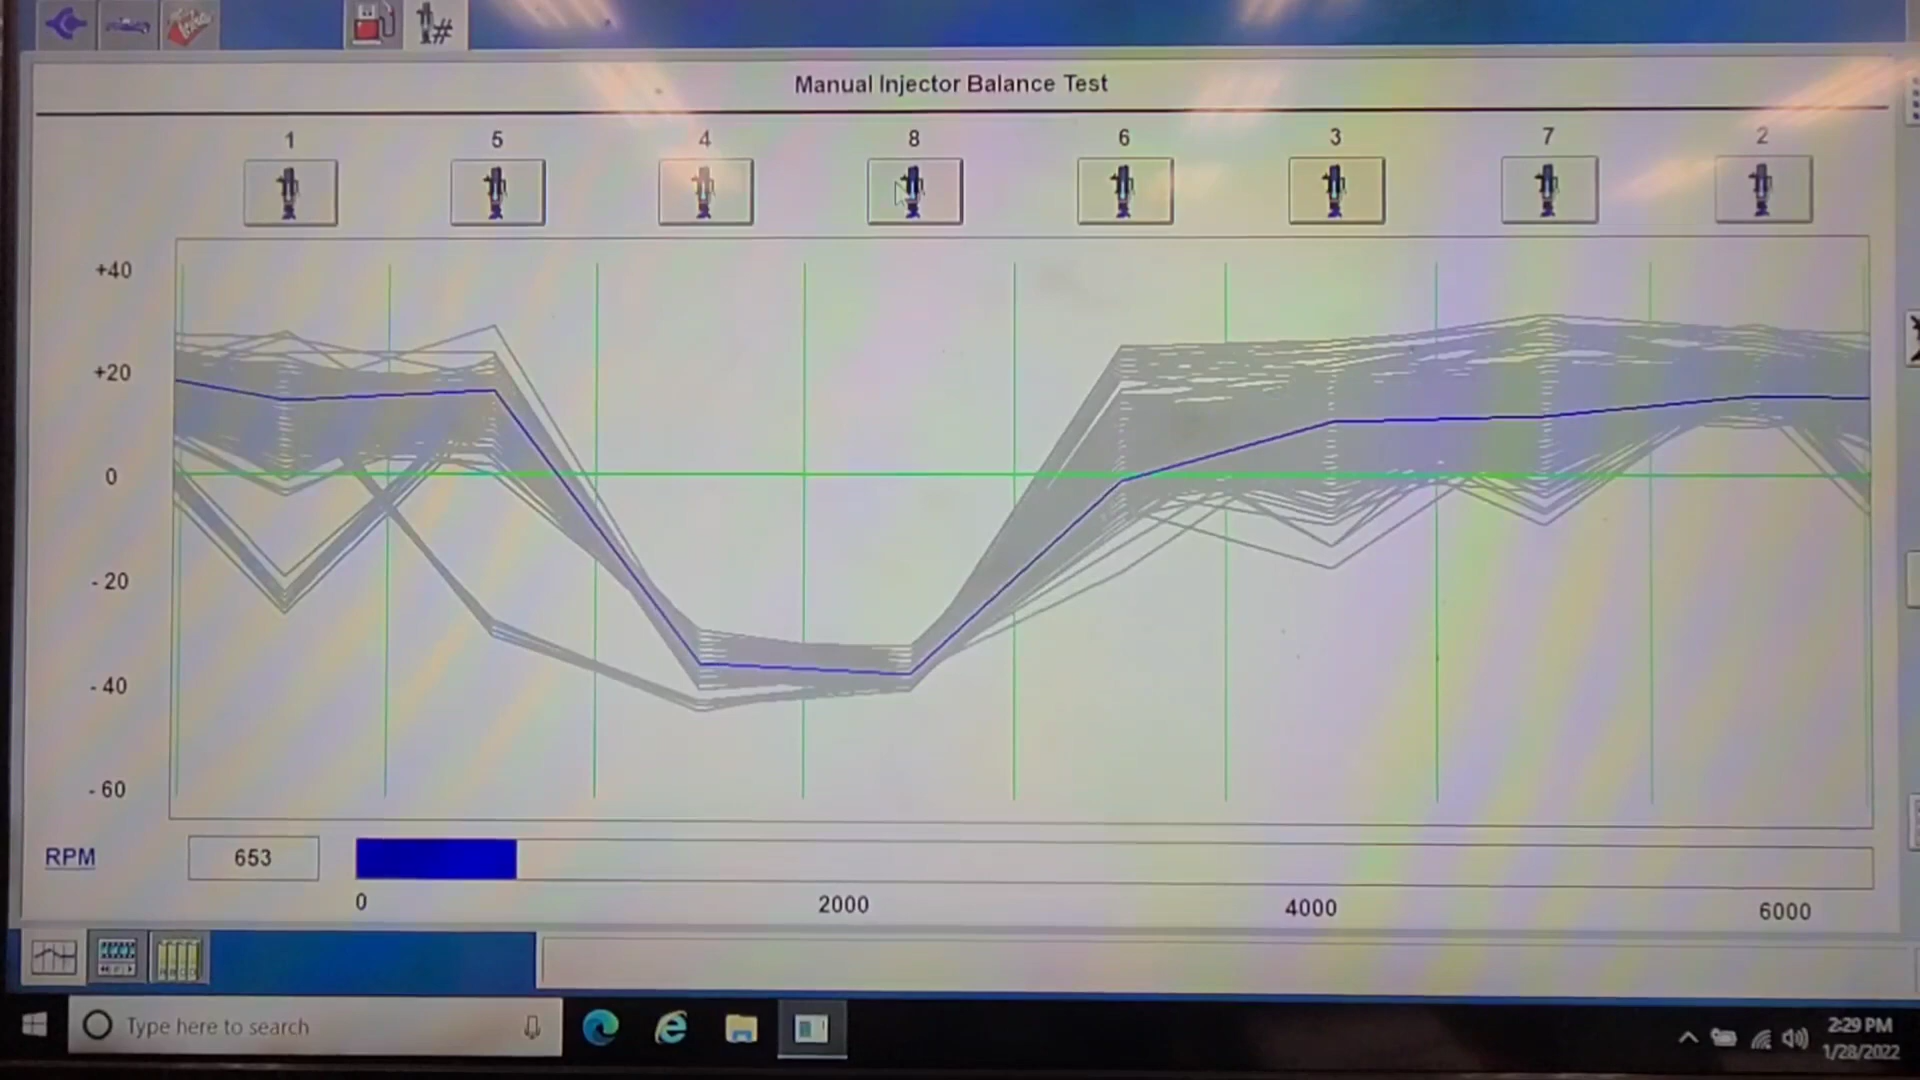 #
Manual Injector Balance Test
1 5 4 8 6 3 7 2
+40
+20
0
- 20
- 40
- 60
RPM 653
0 2000 4000 6000
Type here to search
2:29 PM
1/28/2022